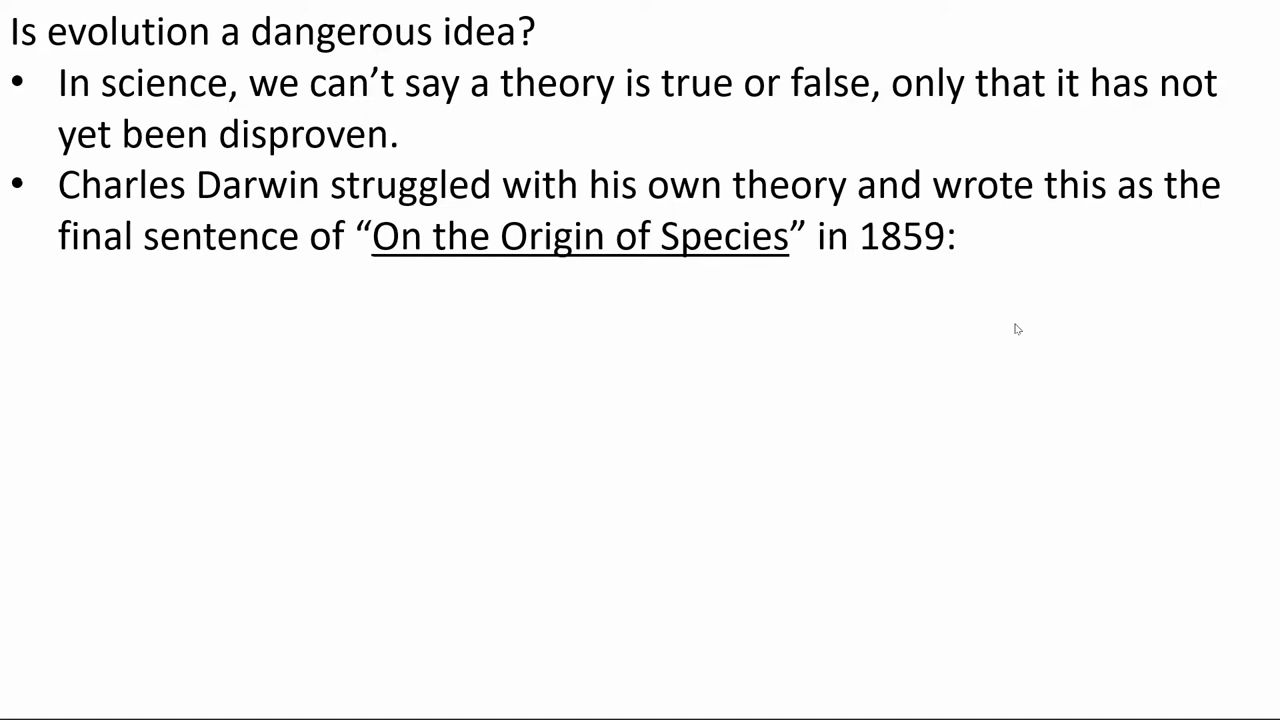 Is evolution a dangerous idea?
• In science, we can’t say a theory is true or false, only that it has not
yet been disproven.
• Charles Darwin struggled with his own theory and wrote this as the
final sentence of “On the Origin of Species” in 1859: